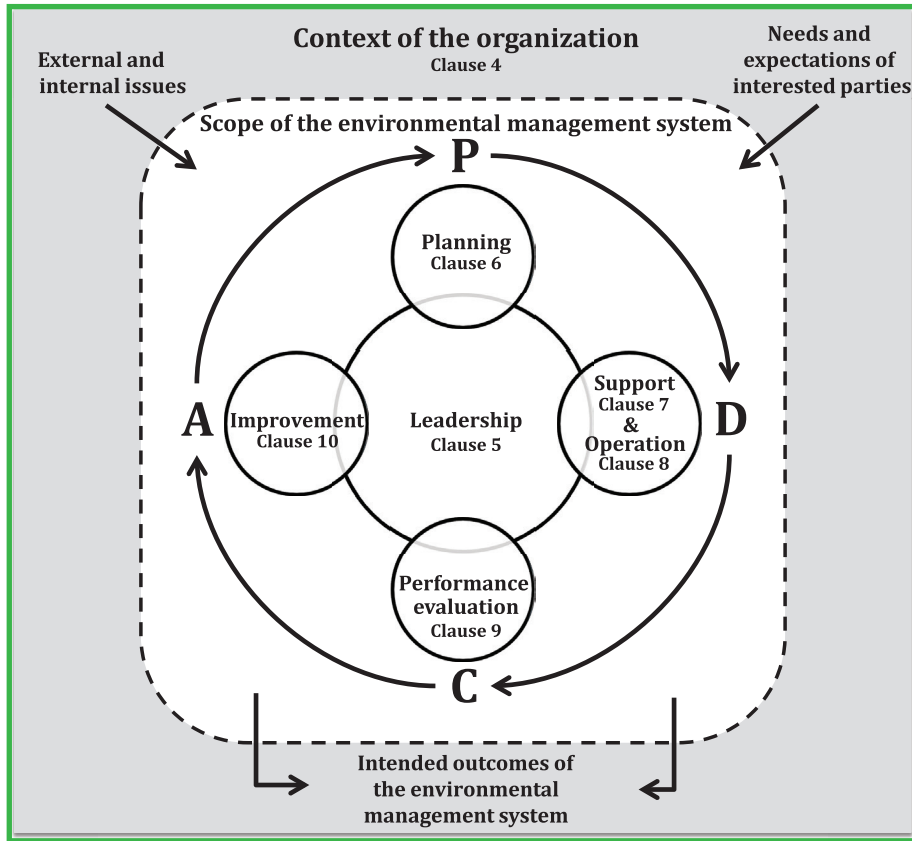 Context of the organization
Clause 4
External and
internal issues
Needs and
expectations of
interested parties
Scope of the environmental management system
P
Planning
Clause 6
A
Improvement
Clause 10
Leadership
Clause 5
Support
Clause 7
&
Operation
Clause 8
D
Performance
evaluation
Clause 9
C
Intended outcomes of
the environmental
management system